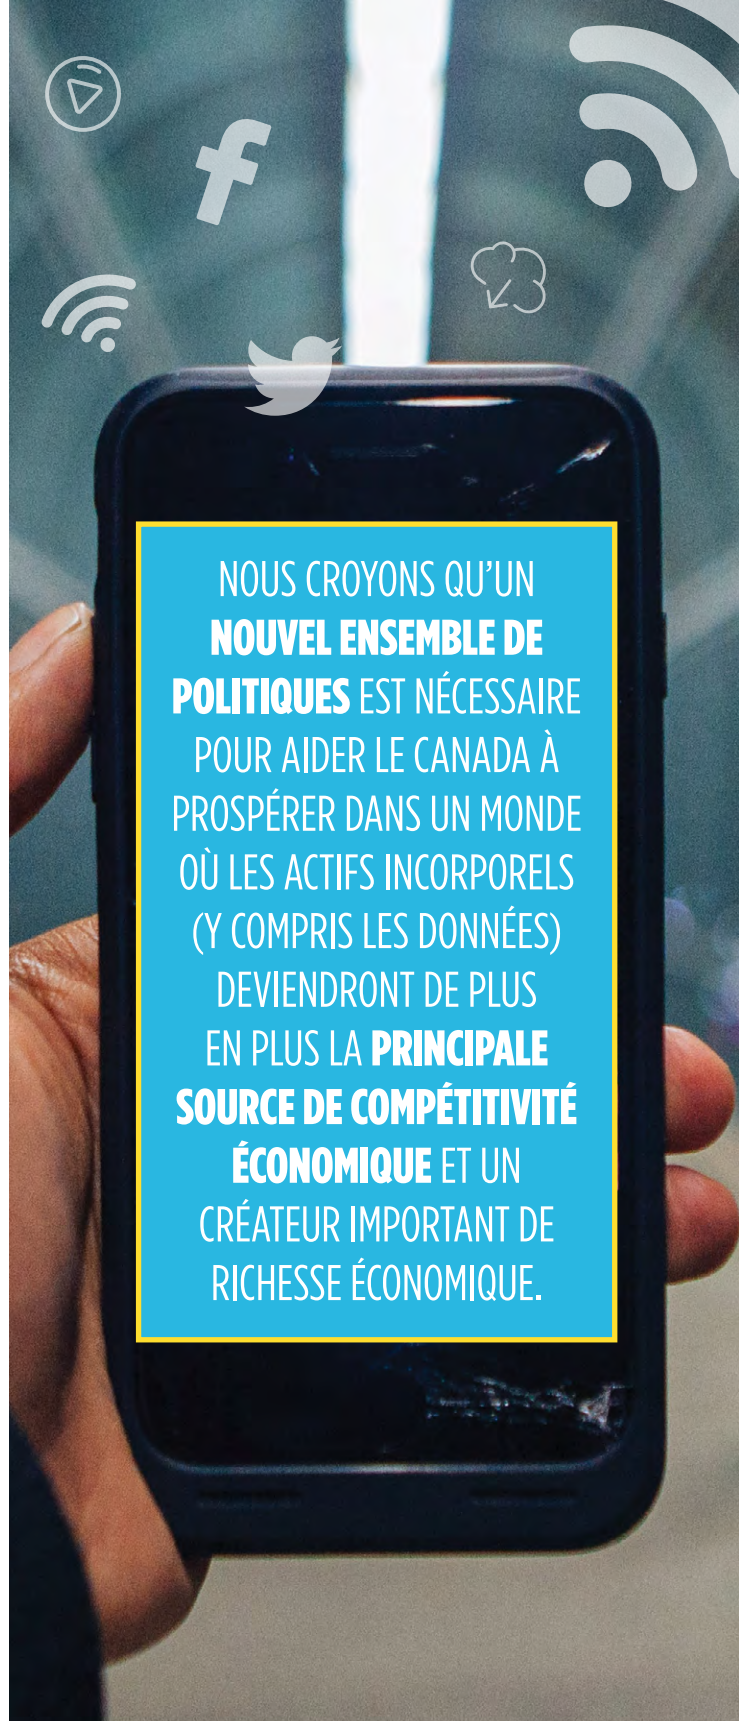 NOUS CROYONS QU’UN
NOUVEL ENSEMBLE DE
POLITIQUES EST NÉCESSAIRE
POUR AIDER LE CANADA À
PROSPÉRER DANS UN MONDE
OÙ LES ACTIFS INCORPORELS
(Y COMPRIS LES DONNÉES)
DEVIENDRONT DE PLUS
EN PLUS LA PRINCIPALE
SOURCE DE COMPÉTITIVITÉ
ÉCONOMIQUE ET UN
CRÉATEUR IMPORTANT DE
RICHESSE ÉCONOMIQUE.